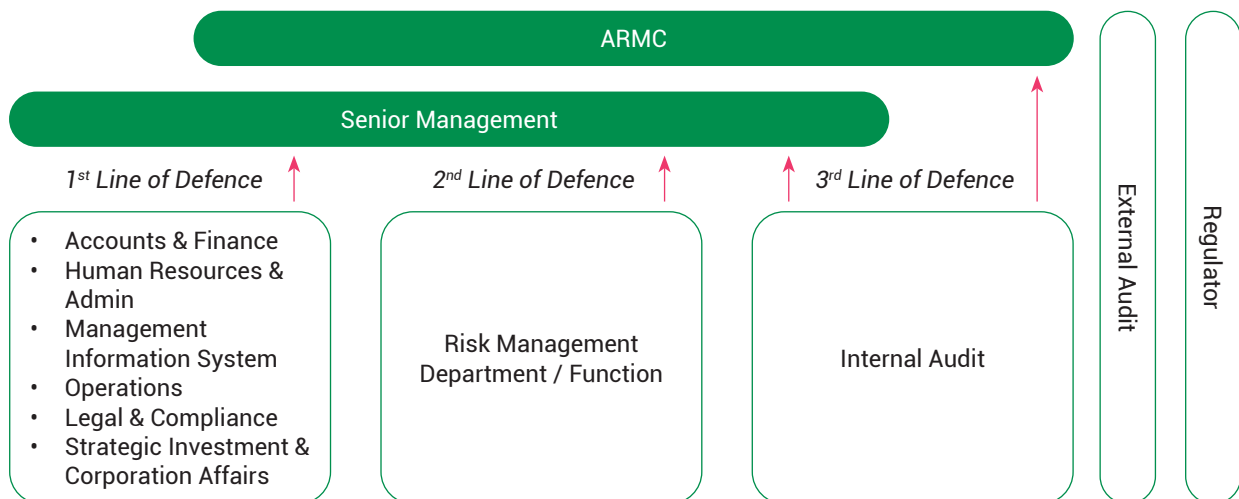 ARMC
Senior Management
1st Line of Defence
2nd Line of Defence
3rd Line of Defence
• Accounts & Finance
• Human Resources &
Admin
• Management
Information System
• Operations
• Legal & Compliance
• Strategic Investment &
Corporation Affairs
Risk Management
Department / Function
Internal Audit
External Audit
Regulator